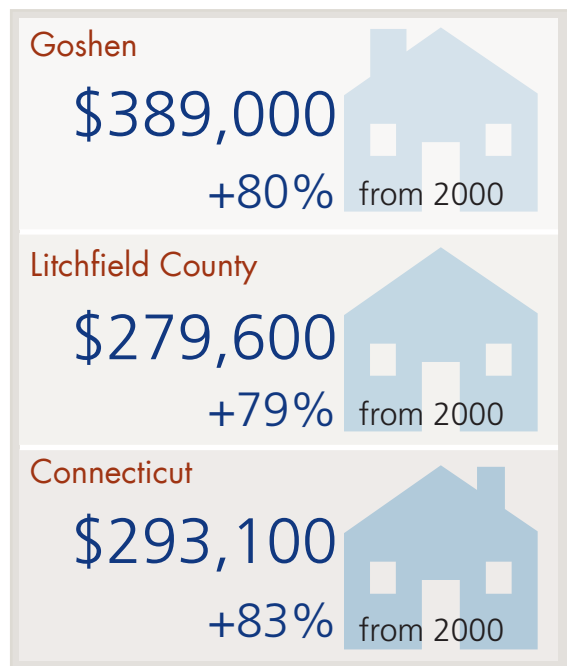 Goshen
$389,000
+80% from 2000
Litchfield County
$279,600
+79% from 2000
Connecticut
$293,100
+83% from 2000